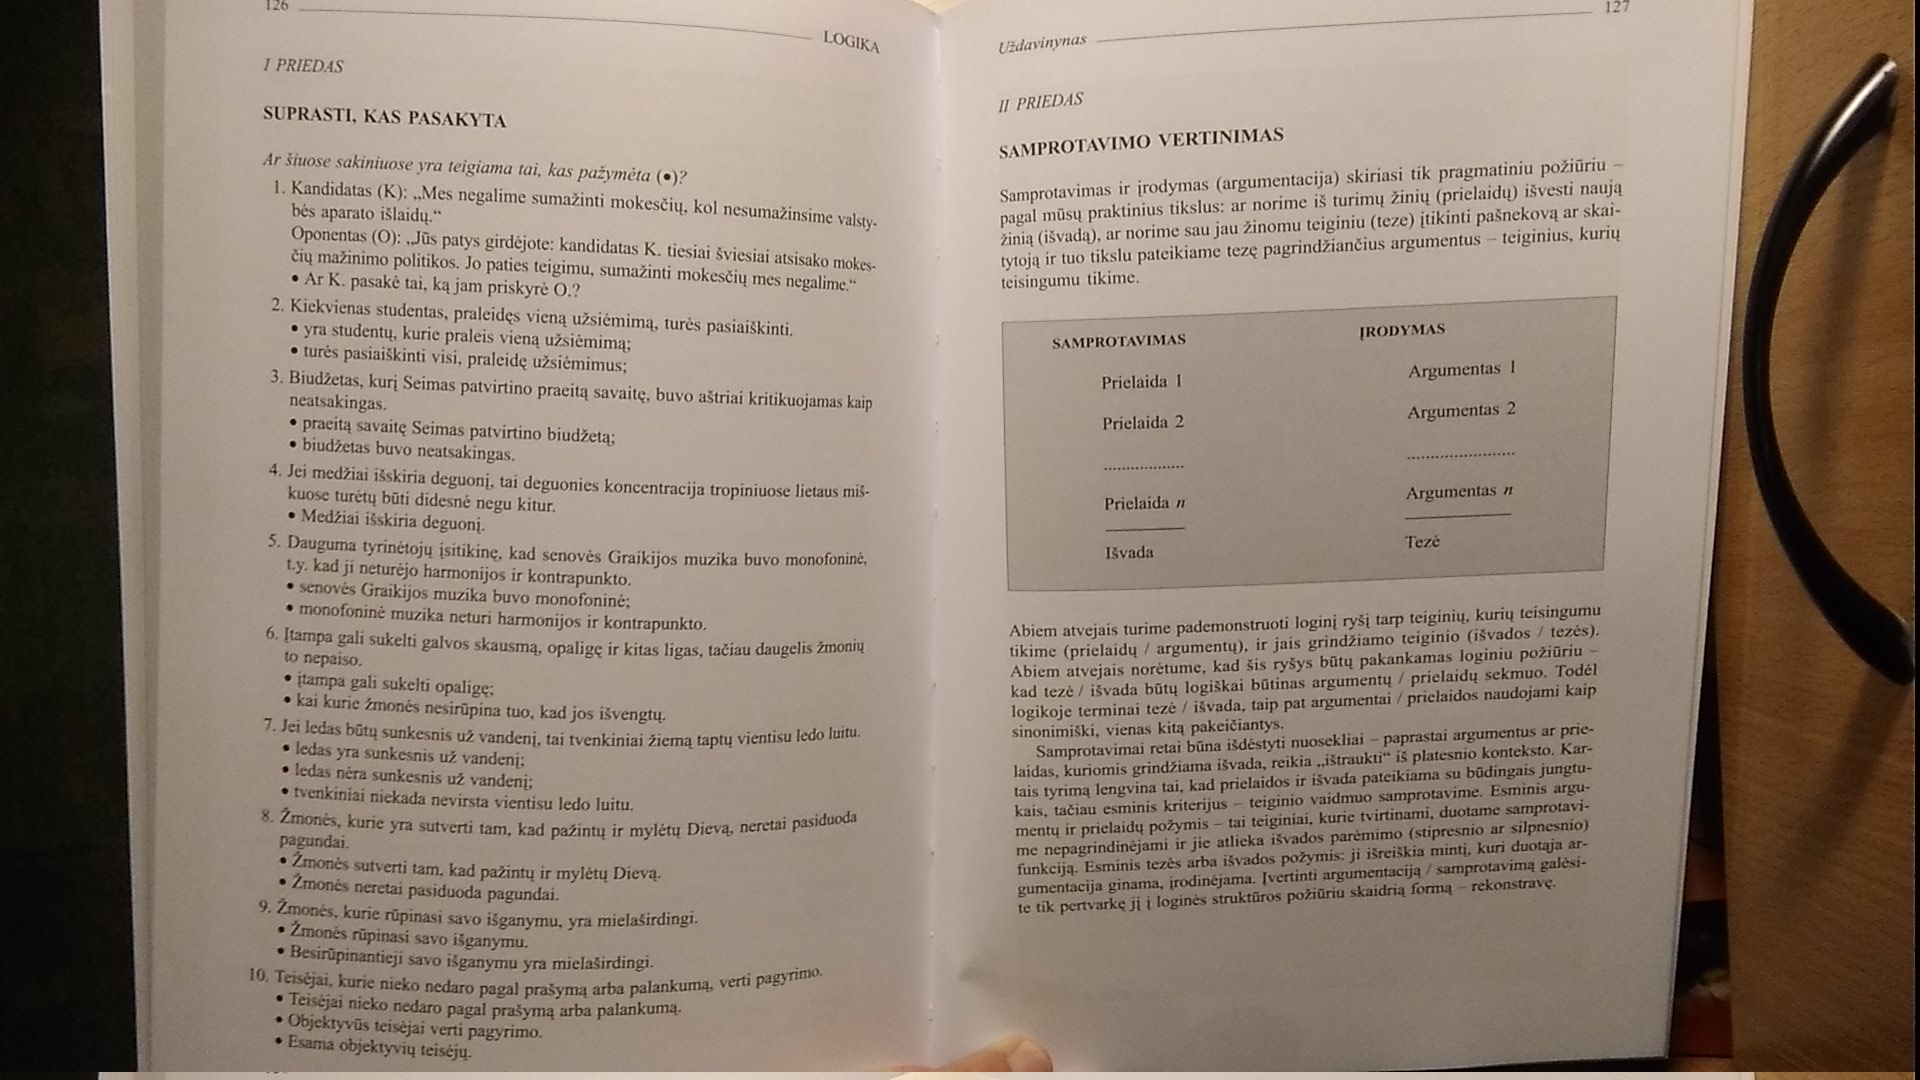 126
LOGIKA
I PRIEDAS
SUPRASTI, KAS PASAKYTA
Ar šiuose sakiniuose yra teigiama tai, kas pažymėta (•)?
1. Kandidatas (K): „Mes negalime sumažinti mokesčių, kol nesumažinsime valsty-
bės aparato išlaidų.“
Oponentas (O): „Jūs patys girdėjote: kandidatas K. tiesiai šviesiai atsisako mokes-
čių mažinimo politikos. Jo paties teigimu, sumažinti mokesčių mes negalime.“
• Ar K. pasakė tai, ką jam priskyrė O.?
2. Kiekvienas studentas, praleidęs vieną užsiėmimą, turės pasiaiškinti.
• yra studentų, kurie praleis vieną užsiėmimą;
• turės pasiaiškinti visi, praleidę užsiėmimus;
3. Biudžetas, kurį Seimas patvirtino praeitą savaitę, buvo aštriai kritikuojamas kaip
neatsakingas.
• praeitą savaitę Seimas patvirtino biudžetą;
• biudžetas buvo neatsakingas.
4. Jei medžiai išskiria deguonį, tai deguonies koncentracija tropiniuose lietaus miš-
kuose turėtų būti didesnė negu kitur.
• Medžiai išskiria deguonį.
5. Dauguma tyrinėtojų įsitikinę, kad senovės Graikijos muzika buvo monofoninė,
t.y. kad ji neturėjo harmonijos ir kontrapunkto.
• senovės Graikijos muzika buvo monofoninė;
• monofoninė muzika neturi harmonijos ir kontrapunkto.
6. Įtampa gali sukelti galvos skausmą, opaligę ir kitas ligas, tačiau daugelis žmonių
to nepaiso.
• įtampa gali sukelti opaligę;
• kai kurie žmonės nesirūpina tuo, kad jos išvengtų.
7. Jei ledas būtų sunkesnis už vandenį, tai tvenkiniai žiemą taptų vientisu ledo luitu.
• ledas yra sunkesnis už vandenį;
• ledas nėra sunkesnis už vandenį;
• tvenkiniai niekada nevirsta vientisu ledo luitu.
8. Žmonės, kurie yra sutverti tam, kad pažintų ir mylėtų Dievą, neretai pasiduoda
pagundai.
• Žmonės sutverti tam, kad pažintų ir mylėtų Dievą.
• Žmonės neretai pasiduoda pagundai.
9. Žmonės, kurie rūpinasi savo išganymu, yra mielaširdingi.
• Žmonės rūpinasi savo išganymu.
• Besirūpinantieji savo išganymu yra mielaširdingi.
10. Teisėjai, kurie nieko nedaro pagal prašymą arba palankumą, verti pagyrimo.
• Teisėjai nieko nedaro pagal prašymą arba palankumą.
• Objektyvūs teisėjai verti pagyrimo.
• Esama objektyvių teisėjų.
Uždavinynas
127
II PRIEDAS
SAMPROTAVIMO VERTINIMAS
Samprotavimas ir įrodymas (argumentacija) skiriasi tik pragmatiniu požiūriu –
pagal mūsų praktinius tikslus: ar norime iš turimų žinių (prielaidų) išvesti naują
žinią (išvadą), ar norime sau jau žinomu teiginiu (teze) įtikinti pašnekovą ar skai-
tytoją ir tuo tikslu pateikiame tezę pagrindžiančius argumentus – teiginius, kurių
teisingumu tikime.
SAMPROTAVIMAS
Prielaida 1
Prielaida 2
..................
Prielaida n
Išvada
ĮRODYMAS
Argumentas 1
Argumentas 2
........................
Argumentas n
Tezė
Abiem atvejais turime pademonstruoti loginį ryšį tarp teiginių, kurių teisingumu
tikime (prielaidų / argumentų), ir jais grindžiamo teiginio (išvados / tezės).
Abiem atvejais norėtume, kad šis ryšys būtų pakankamas loginiu požiūriu –
kad tezė / išvada būtų logiškai būtinas argumentų / prielaidų sekmuo. Todėl
logikoje terminai tezė / išvada, taip pat argumentai / prielaidos naudojami kaip
sinonimiški, vienas kitą pakeičiantys.
Samprotavimai retai būna išdėstyti nuosekliai – paprastai argumentus ar prie-
laidas, kuriomis grindžiama išvada, reikia „ištraukti“ iš platesnio konteksto. Kar-
tais tyrimą lengvina tai, kad prielaidos ir išvada pateikiama su būdingais jungtu-
kais, tačiau esminis kriterijus – teiginio vaidmuo samprotavime. Esminis argu-
mentų ir prielaidų požymis – tai teiginiai, kurie tvirtinami, duotame samprotavi-
me nepagrindinėjami ir jie atlieka išvados parėmimo (stipresnio ar silpnesnio)
funkciją. Esminis tezės arba išvados požymis: ji išreiškia mintį, kuri duotąja ar-
gumentacija ginama, įrodinėjama. Įvertinti argumentaciją / samprotavimą galėsi-
te tik pertvarkę jį į loginės struktūros požiūriu skaidrią formą – rekonstravę.